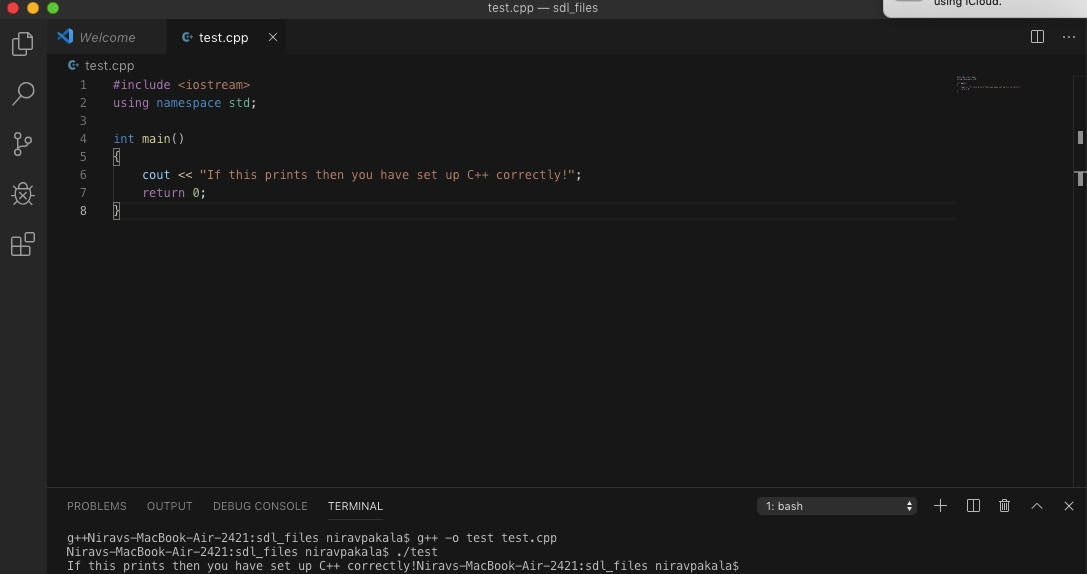 test.cpp — sdl_files
using iCloud.
Welcome
test.cpp
test.cpp
1 #include <iostream>
2 using namespace std;
3
4 int main()
5 {
6     cout << "If this prints then you have set up C++ correctly!";
7     return 0;
8 }
PROBLEMS OUTPUT DEBUG CONSOLE TERMINAL 1: bash
g++Niravs-MacBook-Air-2421:sdl_files niravpakala$ g++ -o test test.cpp
Niravs-MacBook-Air-2421:sdl_files niravpakala$ ./test
If this prints then you have set up C++ correctly!Niravs-MacBook-Air-2421:sdl_files niravpakala$